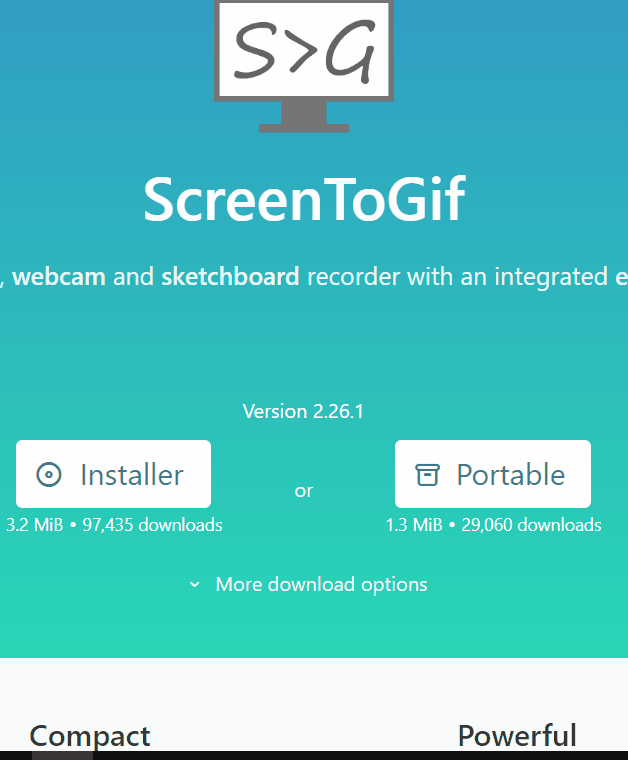 S>G
ScreenToGif
, webcam and sketchboard recorder with an integrated e
Version 2.26.1
Installer
or
Portable
3.2 MiB • 97,435 downloads
1.3 MiB • 29,060 downloads
More download options
Compact
Powerful